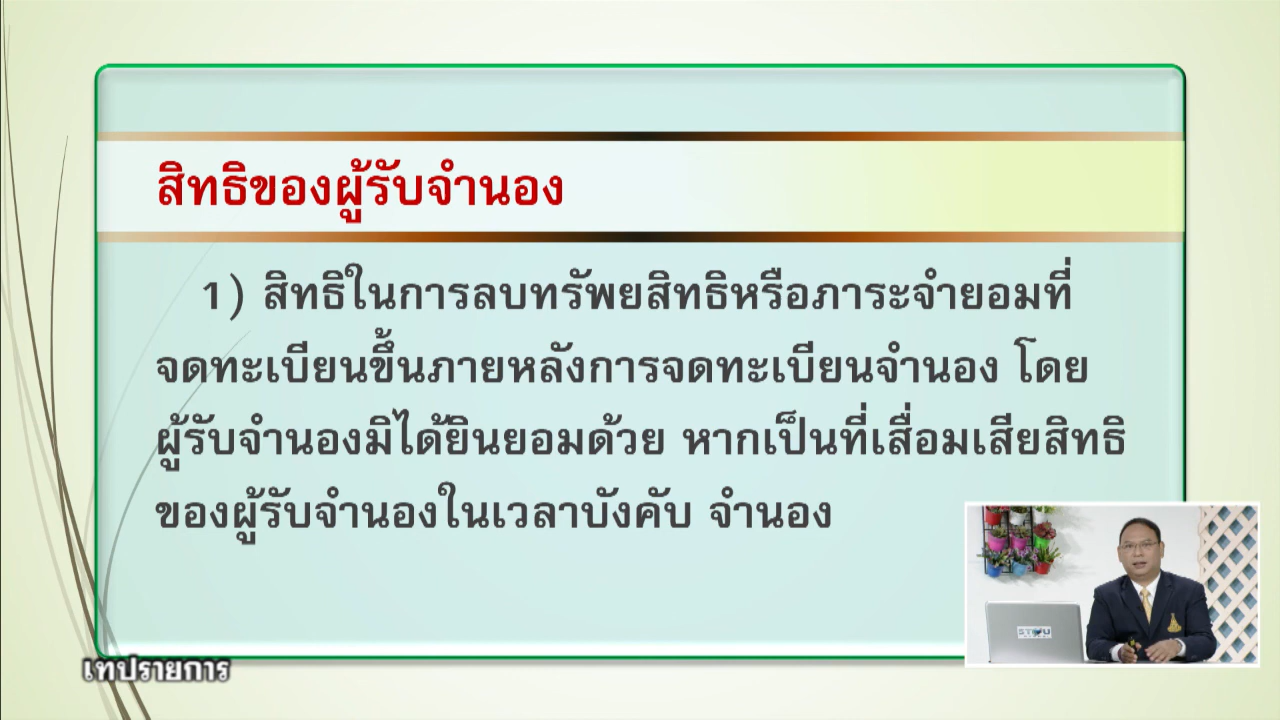 สิทธิของผู้รับจำนอง
1) สิทธิในการลบทรัพยสิทธิหรือภาระจำยอมที่
จดทะเบียนขึ้นภายหลังการจดทะเบียนจำนอง โดย
ผู้รับจำนองมิได้ยินยอมด้วย หากเป็นที่เสื่อมเสียสิทธิ
ของผู้รับจำนองในเวลาบังคับ จำนอง
STOU
เทปรายการ